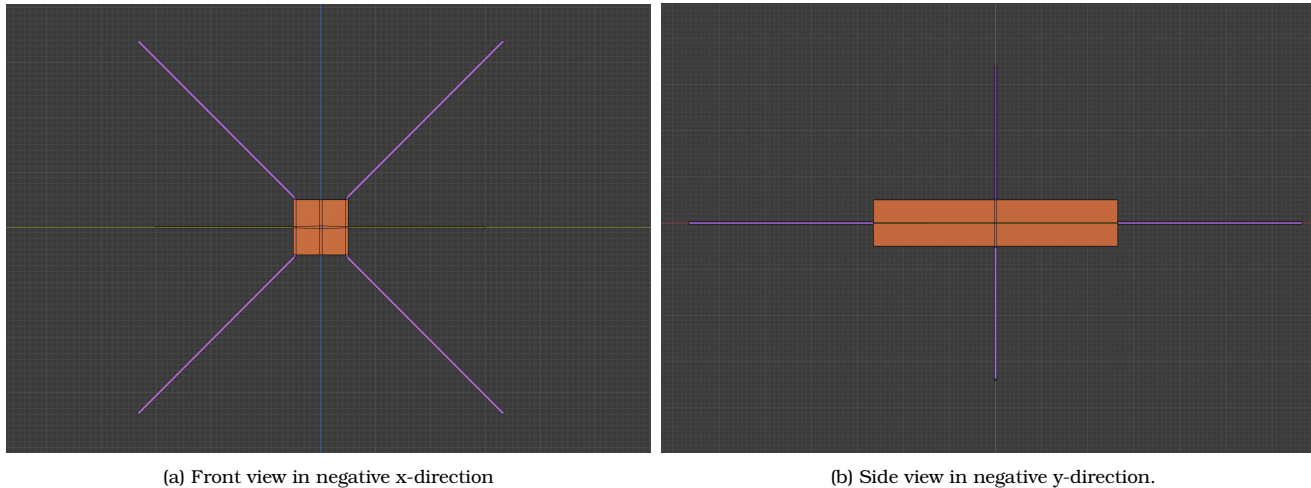 (a) Front view in negative x-direction
(b) Side view in negative y-direction.